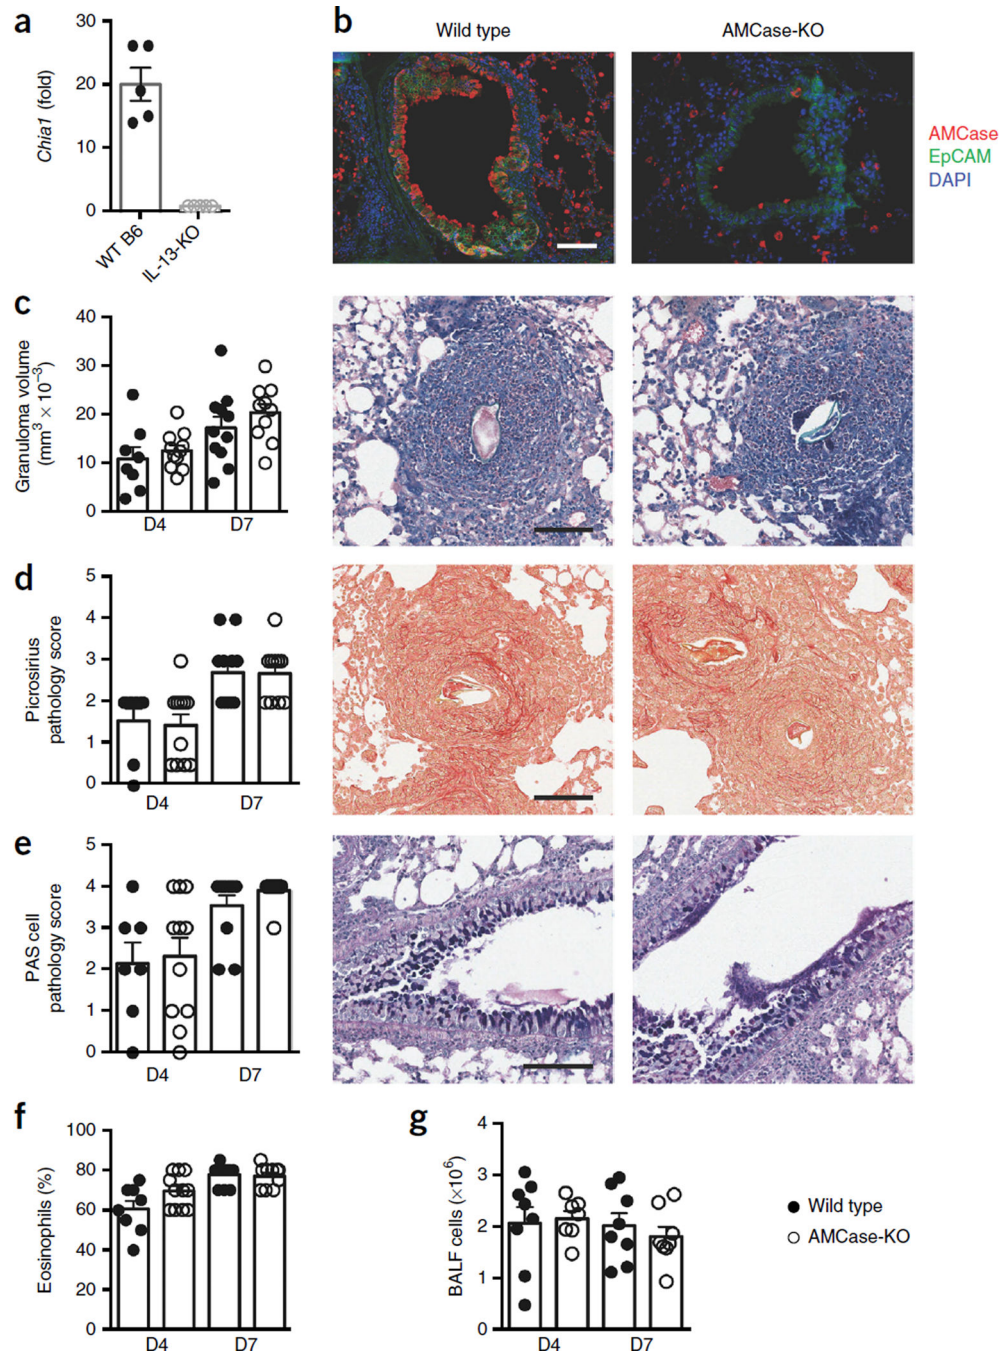 a
30
20
10
0
Chia1 (fold)
WT B6
IL-13-KO
b
Wild type
AMCase-KO
AMCase
EpCAM
DAPI
c
40
30
20
10
0
Granuloma volume
(mm³ × 10⁻³)
D4
D7
d
5
4
3
2
1
0
Picrosirius
pathology score
D4
D7
e
5
4
3
2
1
0
PAS cell
pathology score
D4
D7
f
100
80
60
40
20
0
Eosinophils (%)
D4
D7
g
4
3
2
1
0
BALF cells (×10⁶)
D4
D7
Wild type
AMCase-KO